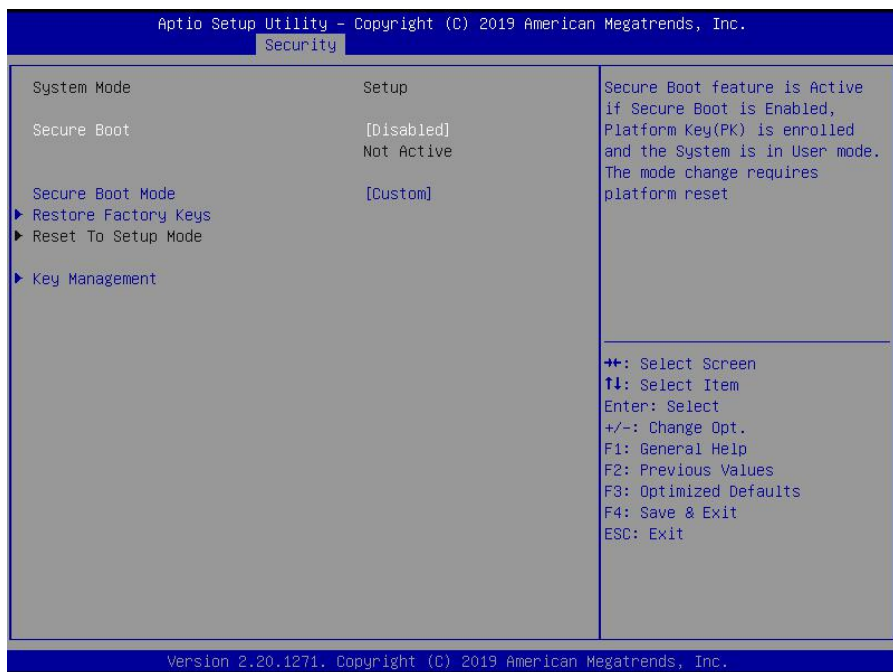 Aptio Setup Utility – Copyright (C) 2019 American Megatrends, Inc.
Security
System Mode Setup
Secure Boot [Disabled]
Not Active
Secure Boot Mode [Custom]
Restore Factory Keys
Reset To Setup Mode
Key Management
Secure Boot feature is Active
if Secure Boot is Enabled,
Platform Key(PK) is enrolled
and the System is in User mode.
The mode change requires
platform reset
→←: Select Screen
↑↓: Select Item
Enter: Select
+/-: Change Opt.
F1: General Help
F2: Previous Values
F3: Optimized Defaults
F4: Save & Exit
ESC: Exit
Version 2.20.1271. Copyright (C) 2019 American Megatrends, Inc.